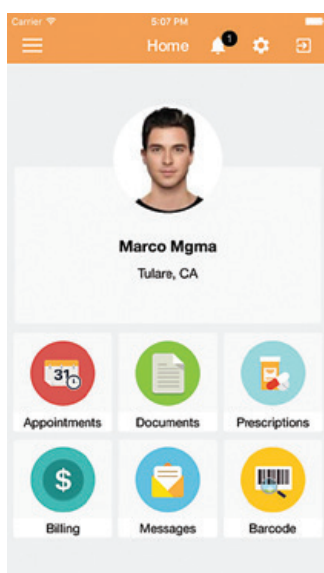 Carrier 5:07 PM
Home 1
Marco Mgma
Tulare, CA
31
Appointments Documents Prescriptions
$
Billing Messages Barcode